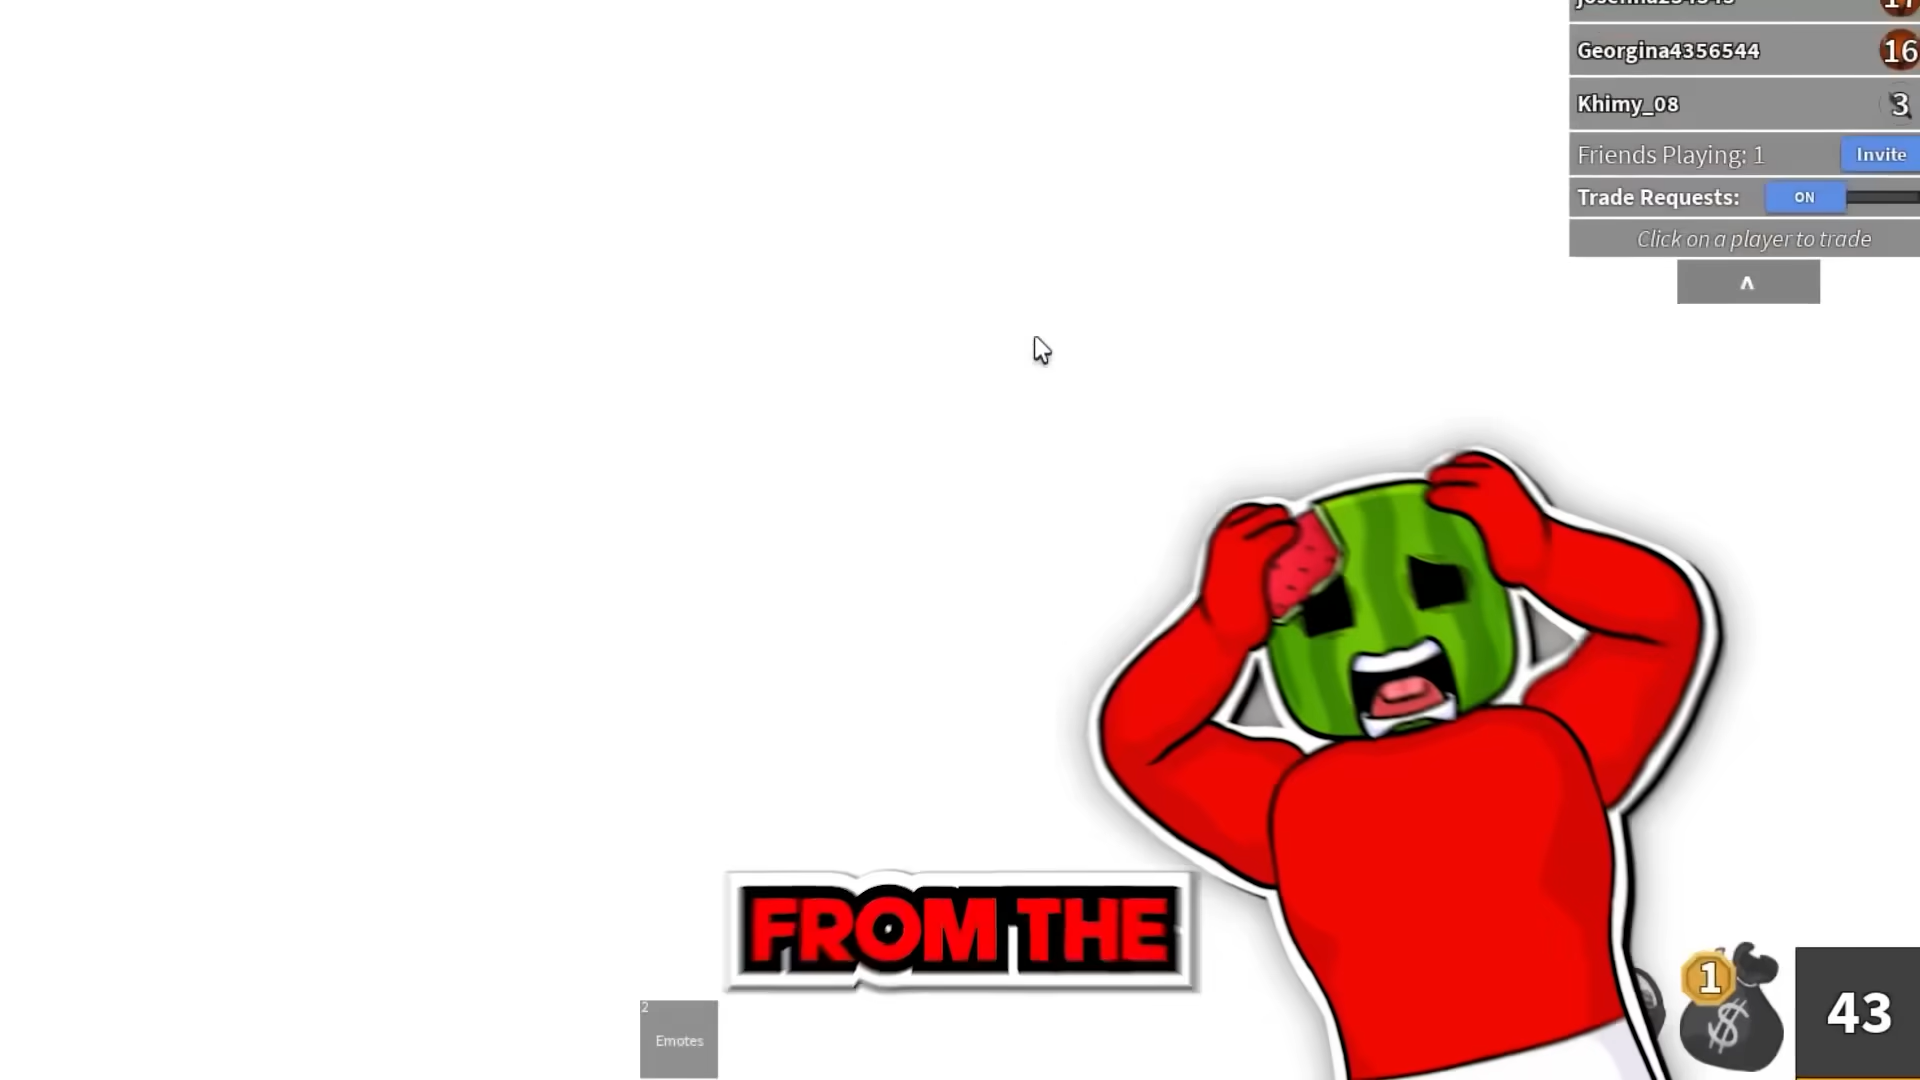 Georgina4356544 16
Khimy_08 3
Friends Playing: 1 Invite
Trade Requests: ON
Click on a player to trade
FROM THE
2
Emotes
1
$
43